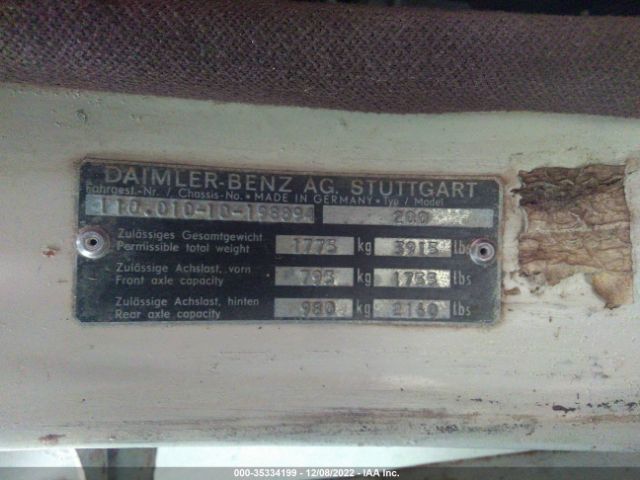 DAIMLER-BENZ AG. STUTTGART
Fahrgest.-Nr. / Chassis-No. • MADE IN GERMANY • Typ / Model
110.010-10-198894 200
Zulässiges Gesamtgewicht
Permissible total weight 1775 kg 3915 lbs
Zulässige Achslast, vorn
Front axle capacity 795 kg 1755 lbs
Zulässige Achslast, hinten
Rear axle capacity 980 kg 2160 lbs
000-35334199 | 12/08/2022 - IAA Inc.